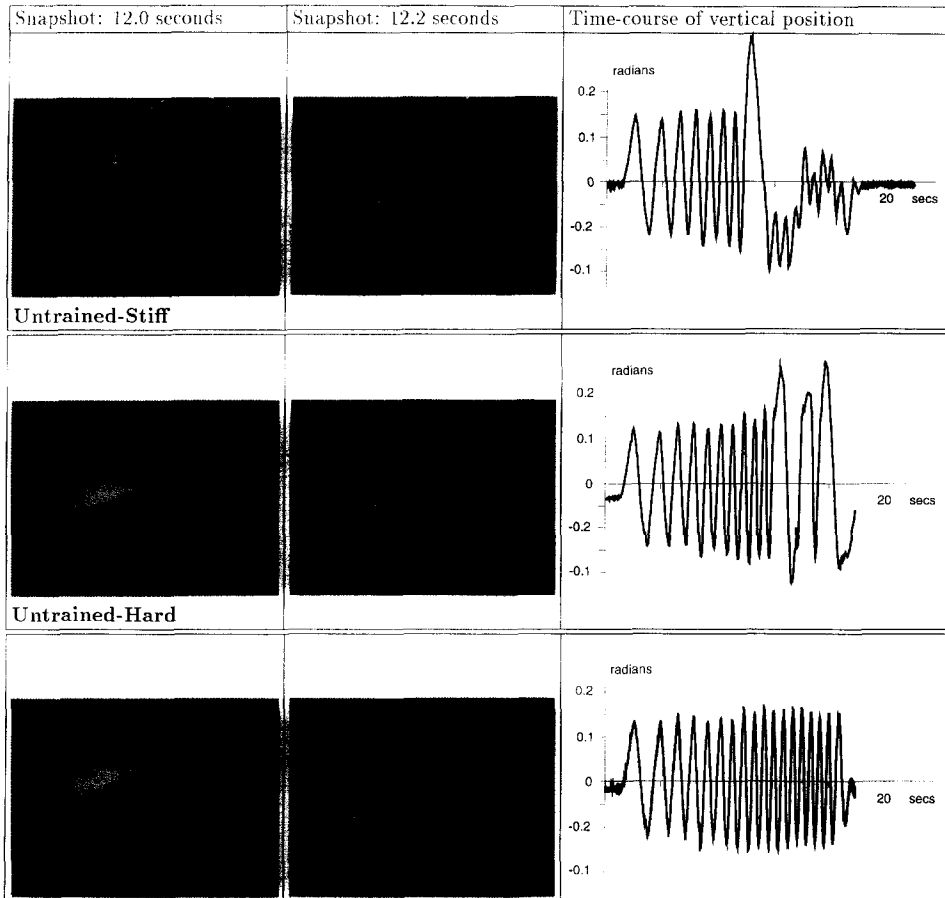 Snapshot: 12.0 seconds
Snapshot: 12.2 seconds
Time-course of vertical position
radians
0.2
0.1
0
20 secs
-0.2
-0.1
Untrained-Stiff
radians
0.2
0.1
0
20 secs
-0.2
-0.1
Untrained-Hard
radians
0.2
0.1
0
20 secs
-0.2
-0.1